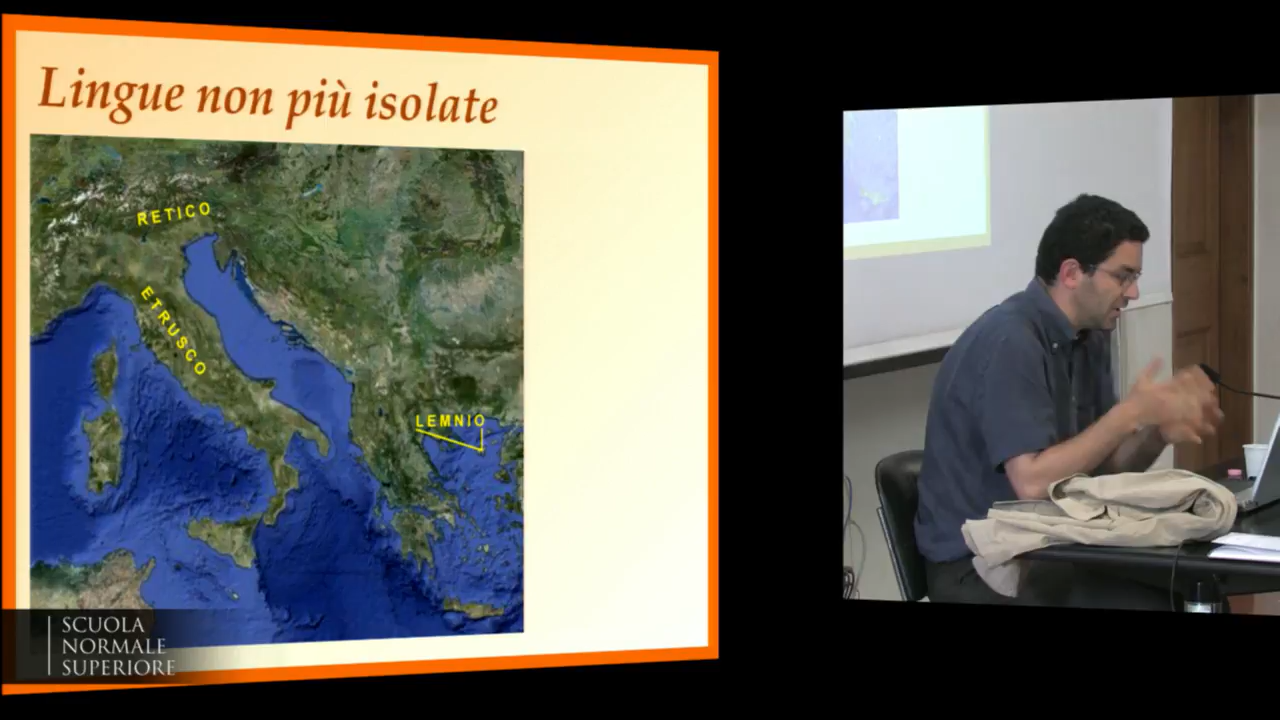 Lingue non più isolate
RETICO
ETRUSCO
LEMNIO
SCUOLA
NORMALE
SUPERIORE